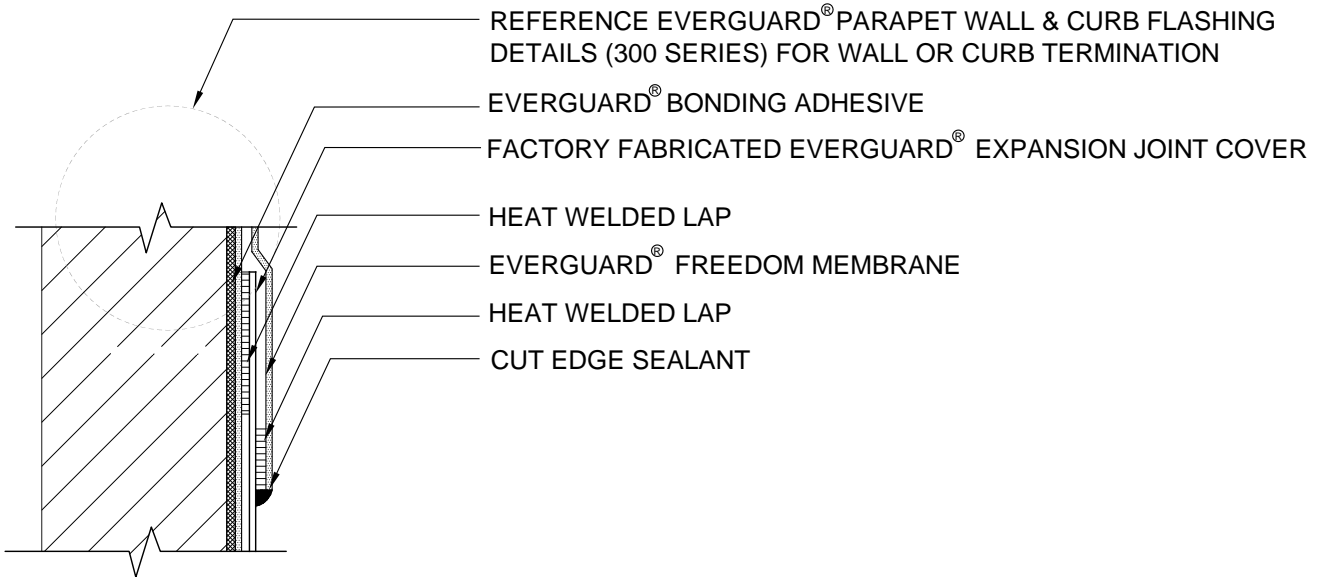 REFERENCE EVERGUARD® PARAPET WALL & CURB FLASHING
DETAILS (300 SERIES) FOR WALL OR CURB TERMINATION
EVERGUARD® BONDING ADHESIVE
FACTORY FABRICATED EVERGUARD® EXPANSION JOINT COVER
HEAT WELDED LAP
EVERGUARD® FREEDOM MEMBRANE
HEAT WELDED LAP
CUT EDGE SEALANT